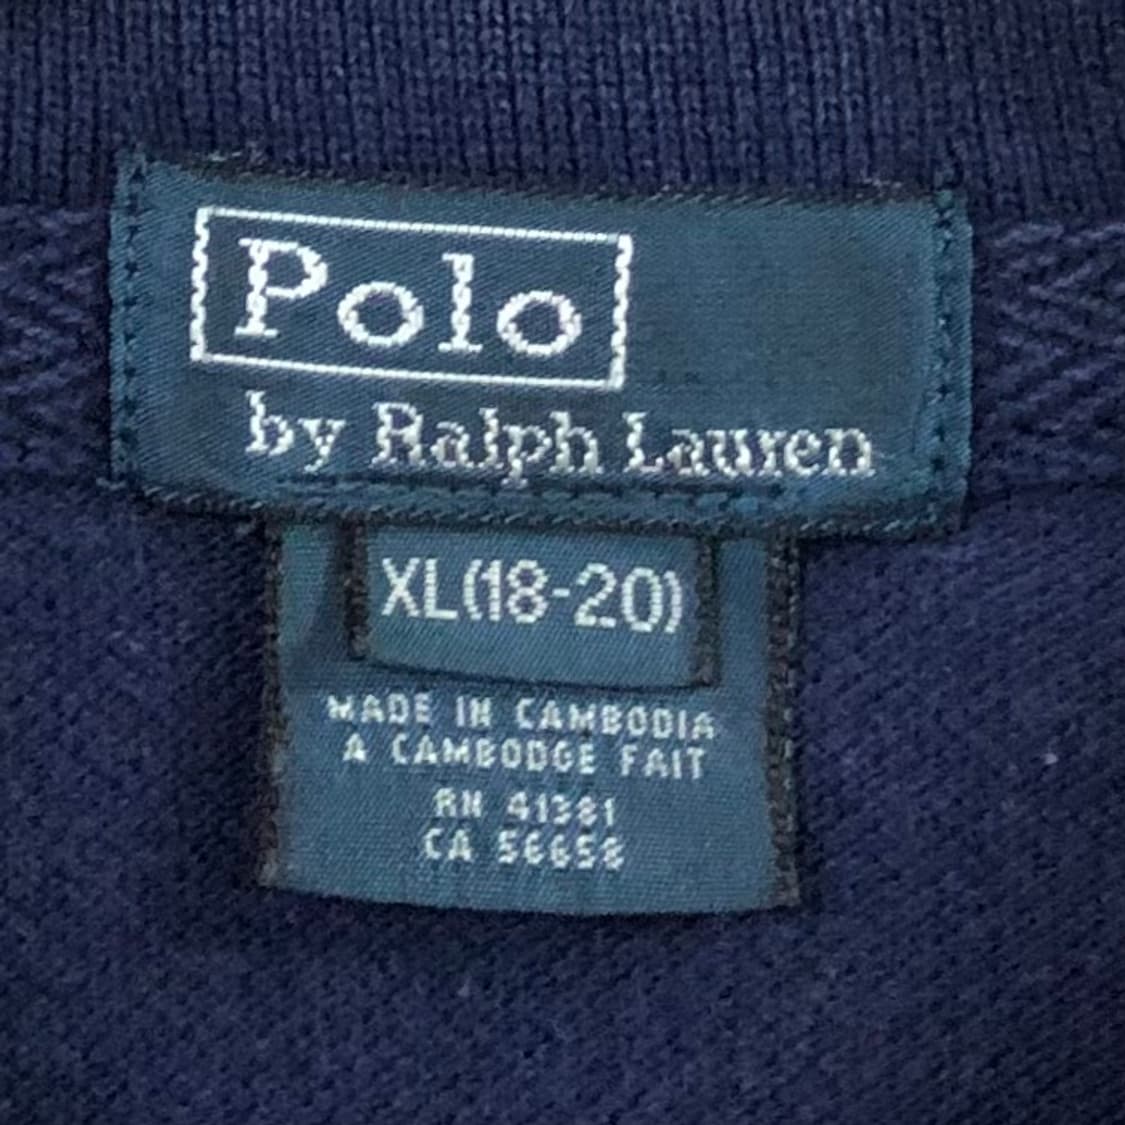 Polo
by Ralph Lauren
XL(18-20)
MADE IN CAMBODIA
A CAMBODGE FAIT
RN 41381
CA 56658